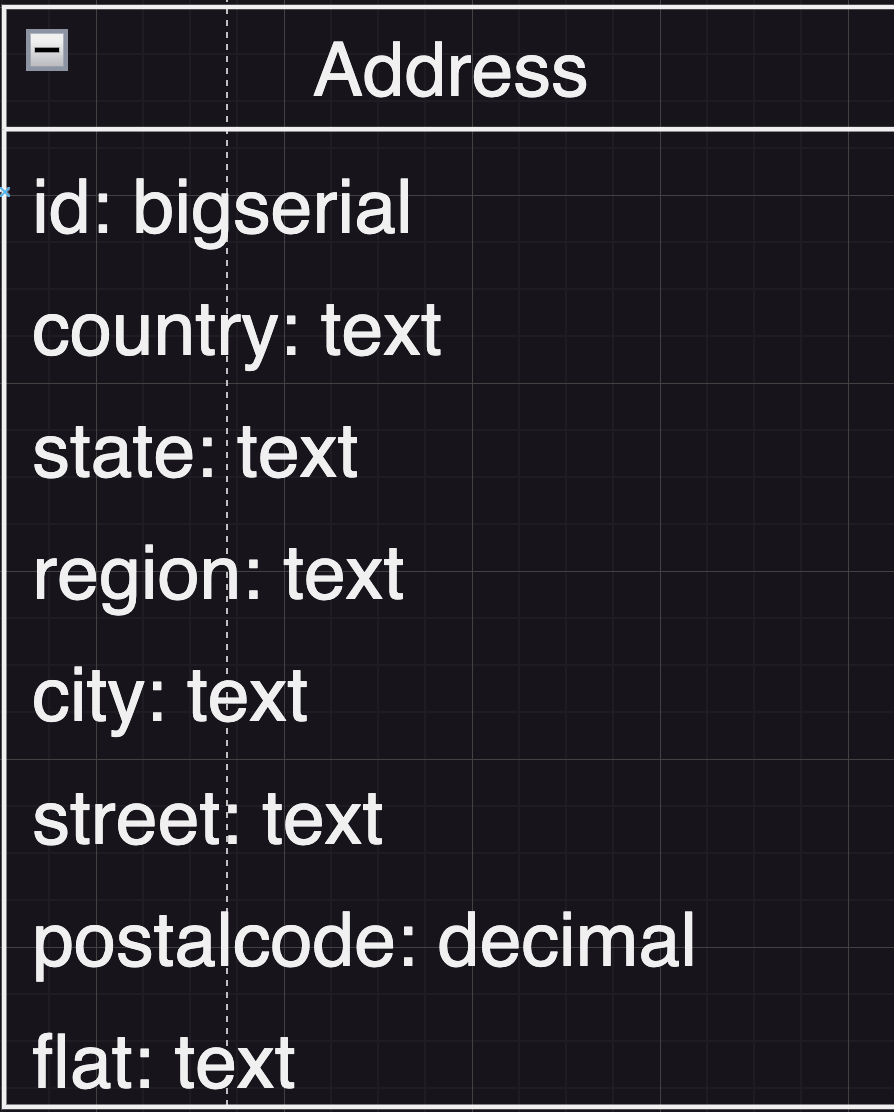 Address
id: bigserial
country: text
state: text
region: text
city: text
street: text
postalcode: decimal
flat: text